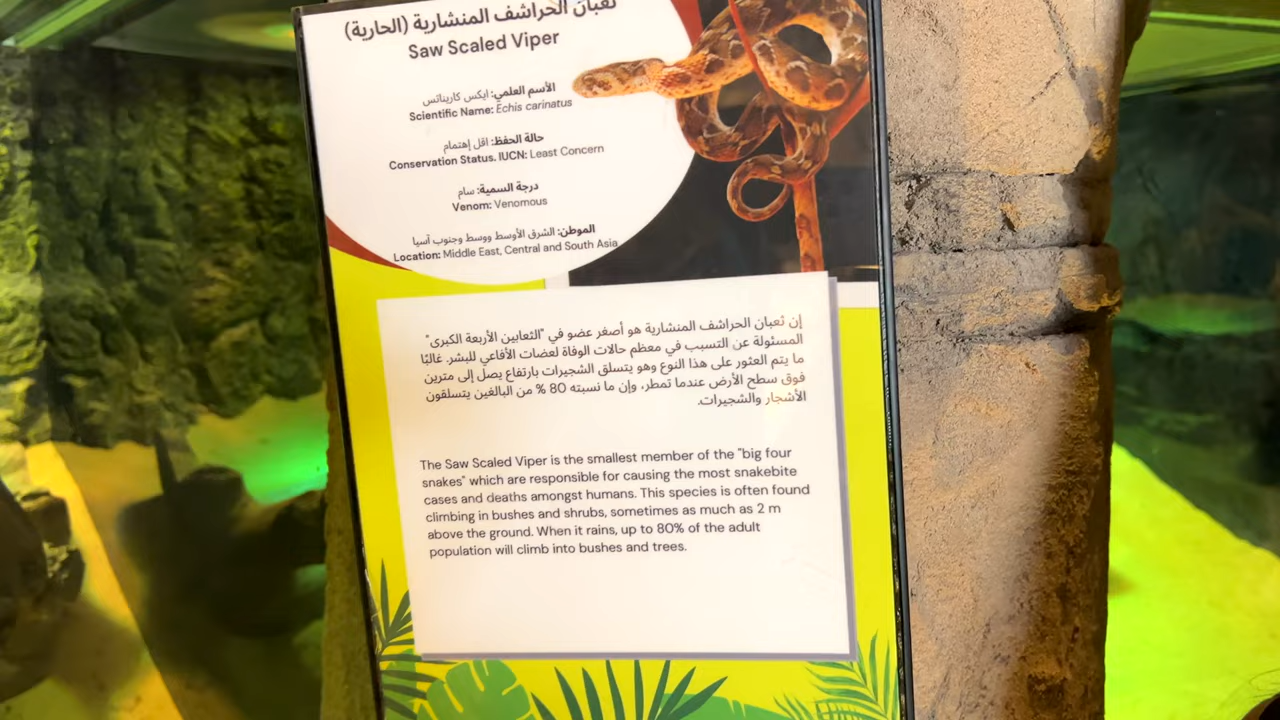 ثعبان الحراشف المنشارية (الحارية)
Saw Scaled Viper
الأسم العلمي: ايكس كاريناتس
Scientific Name: Echis carinatus
حالة الحفظ: اقل إهتمام
Conservation Status. IUCN: Least Concern
درجة السمية: سام
Venom: Venomous
الموطن: الشرق الأوسط ووسط وجنوب آسيا
Location: Middle East, Central and South Asia
إن ثعبان الحراشف المنشارية هو أصغر عضو في "الثعابين الأربعة الكبرى"
المسئولة عن التسبب في معظم حالات الوفاة لعضات الأفاعي للبشر. غالبًا
ما يتم العثور على هذا النوع وهو يتسلق الشجيرات بارتفاع يصل إلى مترين
فوق سطح الأرض عندما تمطر، وإن ما نسبته 80 % من البالغين يتسلقون
الأشجار والشجيرات.
The Saw Scaled Viper is the smallest member of the "big four
snakes" which are responsible for causing the most snakebite
cases and deaths amongst humans. This species is often found
climbing in bushes and shrubs, sometimes as much as 2 m
above the ground. When it rains, up to 80% of the adult
population will climb into bushes and trees.